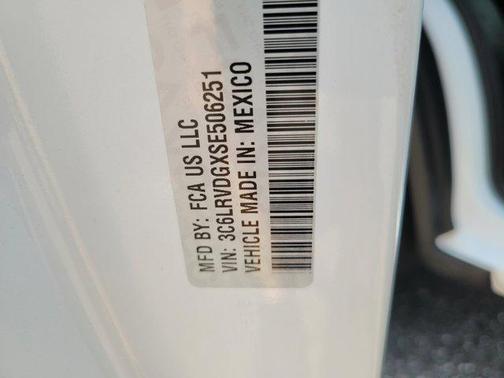 MFD BY: FCA US LLC
VIN: 3C6LRVDGXSE506251
VEHICLE MADE IN: MEXICO